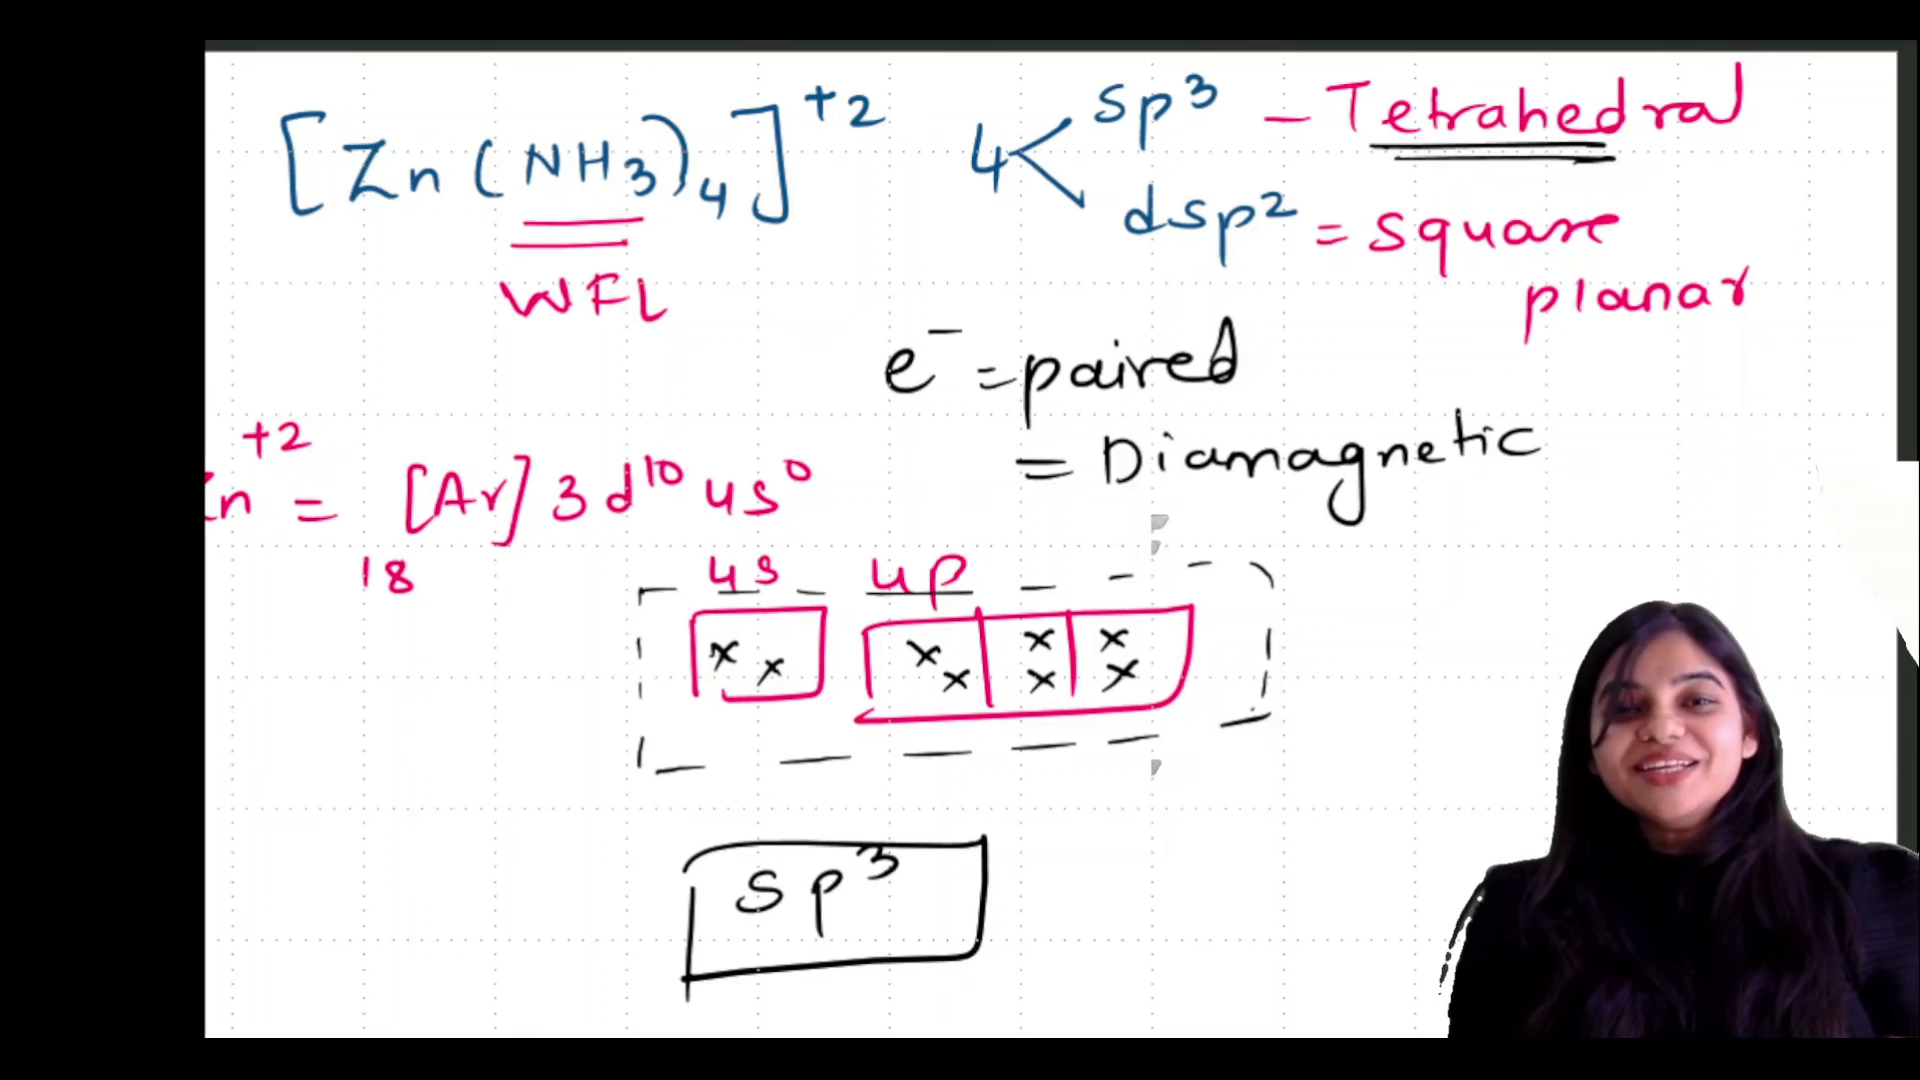 [Zn(NH3)4]+2 4 < sp3 – Tetrahedral
dsp2 = square
planar
WFL
e– = paired
= Diamagnetic
Zn+2 = [Ar] 3d10 4s0
18
4s 4p
x x x x x x x x
sp3